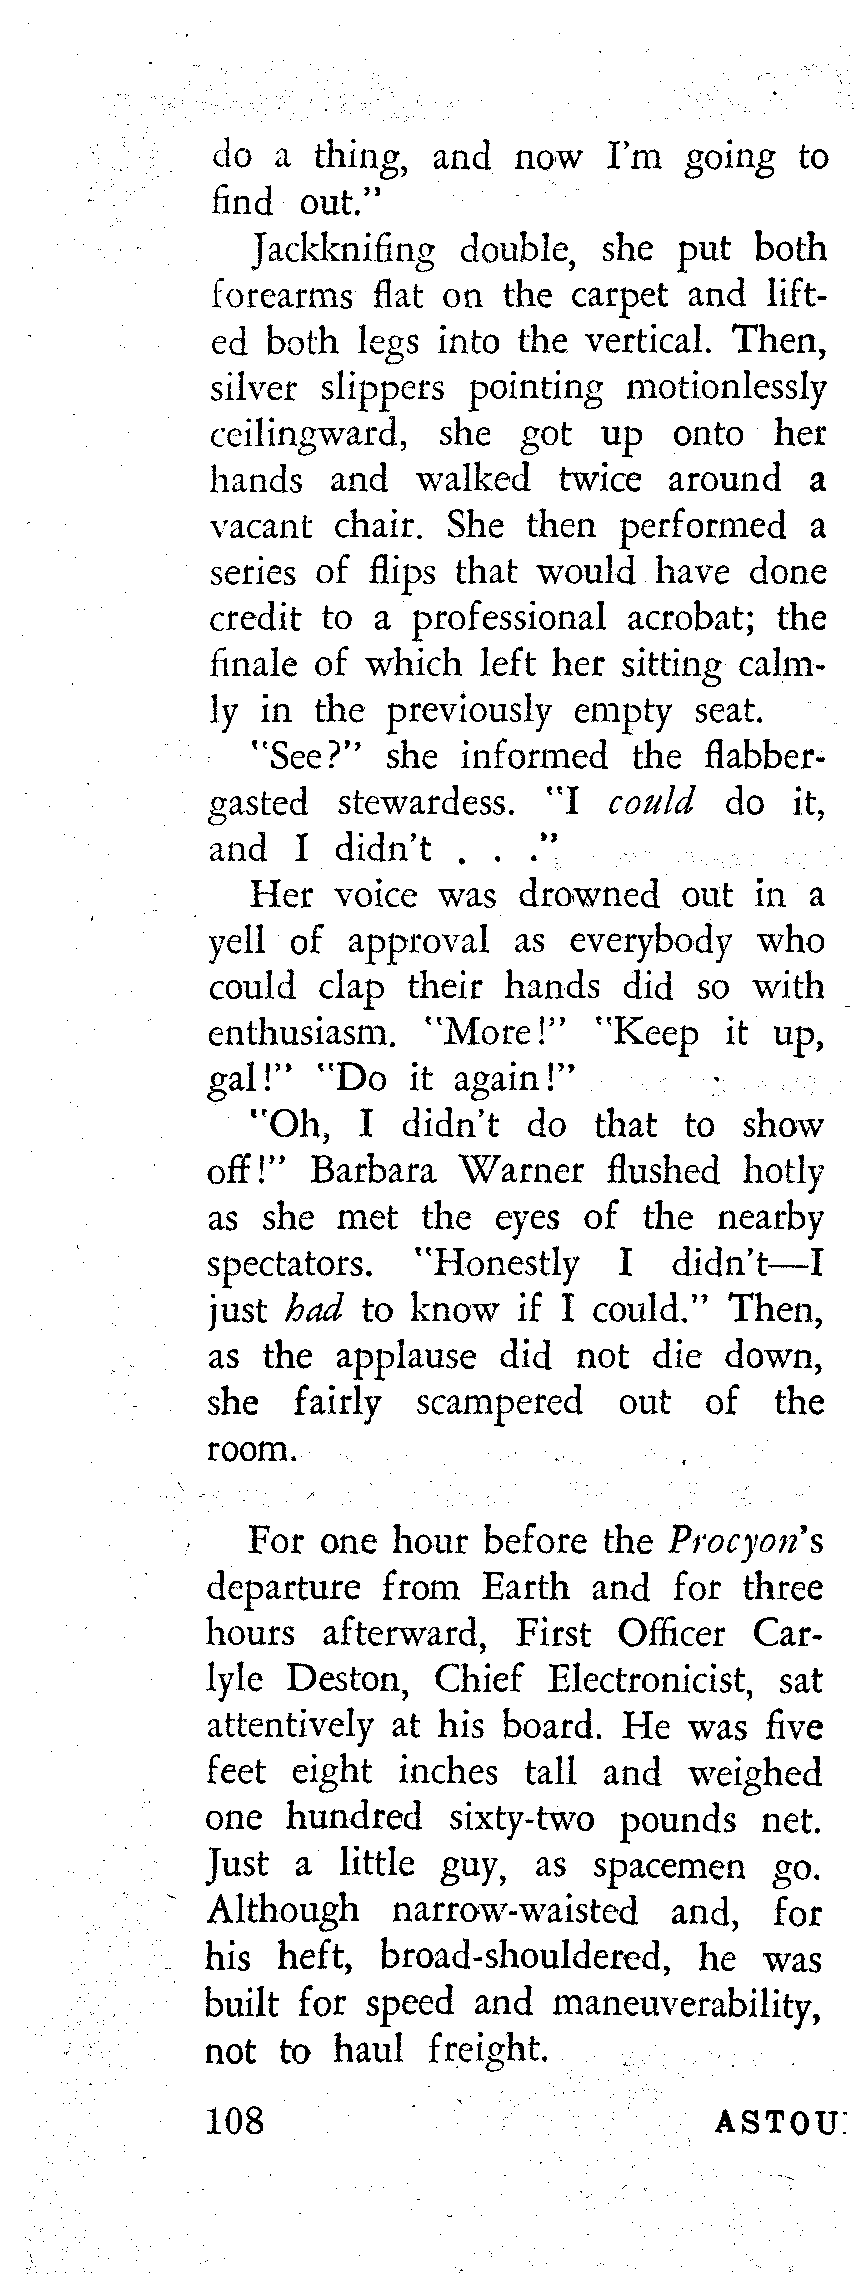 do a thing, and now I'm going to
find out."
Jackknifing double, she put both
forearms flat on the carpet and lift-
ed both legs into the vertical. Then,
silver slippers pointing motionlessly
ceilingward, she got up onto her
hands and walked twice around a
vacant chair. She then performed a
series of flips that would have done
credit to a professional acrobat; the
finale of which left her sitting calm-
ly in the previously empty seat.
"See?" she informed the flabber-
gasted stewardess. "I could do it,
and I didn't . . ."
Her voice was drowned out in a
yell of approval as everybody who
could clap their hands did so with
enthusiasm. "More!" "Keep it up,
gal!" "Do it again!"
"Oh, I didn't do that to show
off!" Barbara Warner flushed hotly
as she met the eyes of the nearby
spectators. "Honestly I didn't—I
just had to know if I could." Then,
as the applause did not die down,
she fairly scampered out of the
room.
For one hour before the Procyon's
departure from Earth and for three
hours afterward, First Officer Car-
lyle Deston, Chief Electronicist, sat
attentively at his board. He was five
feet eight inches tall and weighed
one hundred sixty-two pounds net.
Just a little guy, as spacemen go.
Although narrow-waisted and, for
his heft, broad-shouldered, he was
built for speed and maneuverability,
not to haul freight.
108 ASTOU